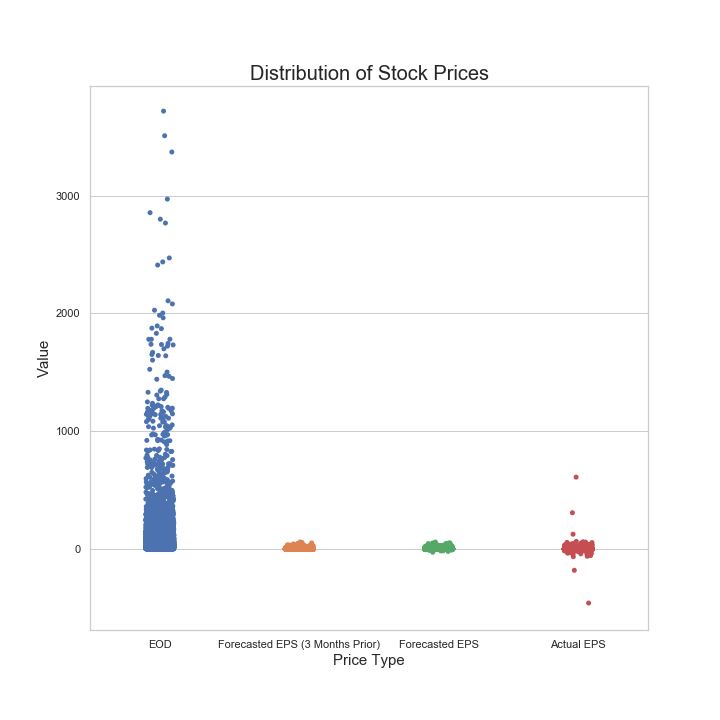 Distribution of Stock Prices
Value
3000
2000
1000
0
EOD
Forecasted EPS (3 Months Prior)
Forecasted EPS
Actual EPS
Price Type